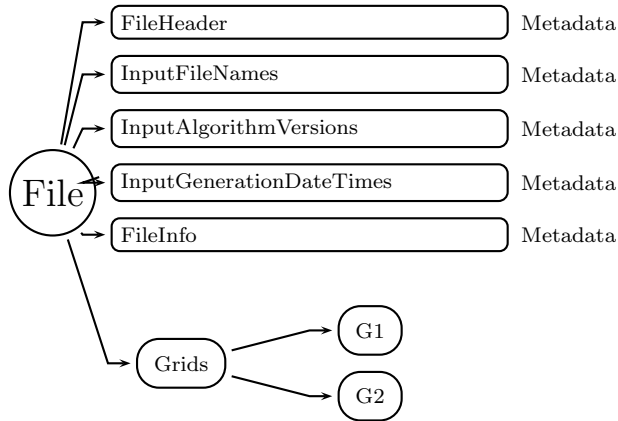 FileHeader Metadata
InputFileNames Metadata
InputAlgorithmVersions Metadata
File
InputGenerationDateTimes Metadata
FileInfo Metadata
G1
Grids
G2